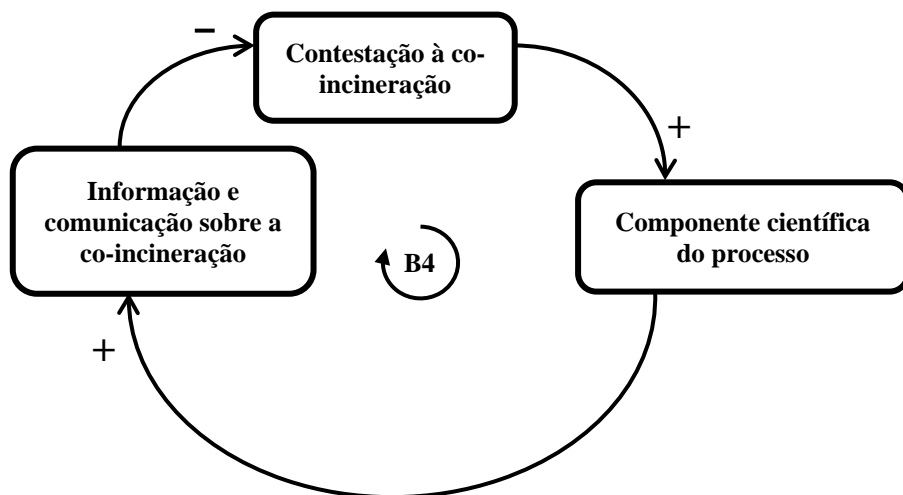 −
Contestação à co-
incineração
+
Informação e
comunicação sobre a
co-incineração
Componente científica
do processo
B4
+